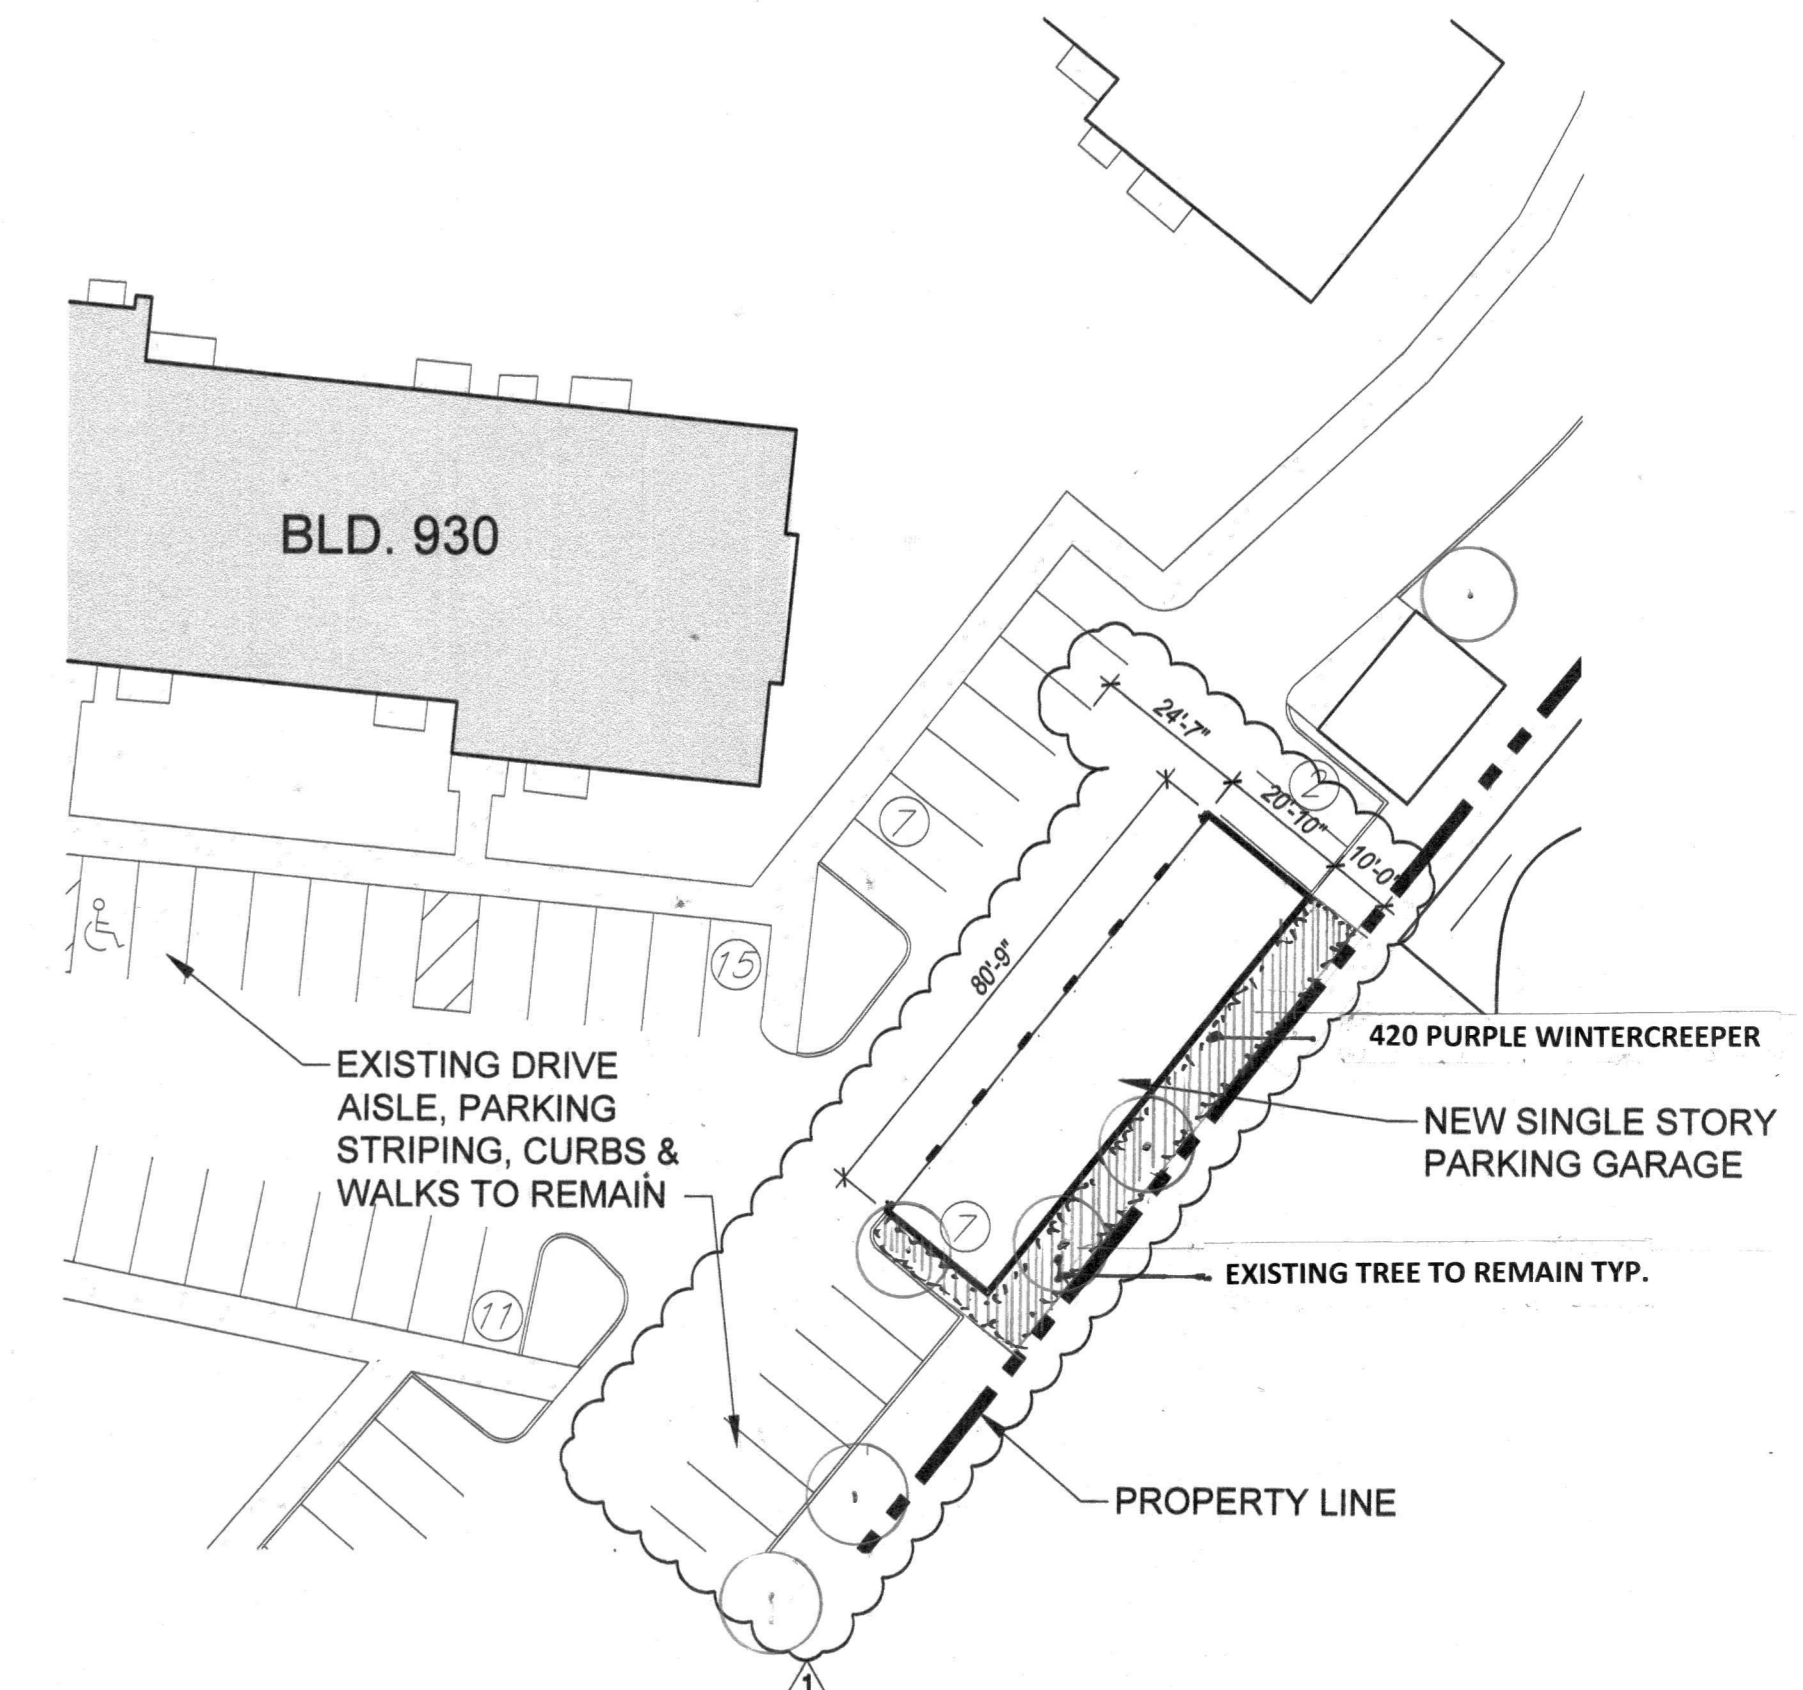 BLD. 930
24'-7"
2
20'-10"
7
10'-0"
80'-9"
15
420 PURPLE WINTERCREEPER
EXISTING DRIVE
AISLE, PARKING
STRIPING, CURBS &
WALKS TO REMAIN
NEW SINGLE STORY
PARKING GARAGE
7
EXISTING TREE TO REMAIN TYP.
11
PROPERTY LINE
1